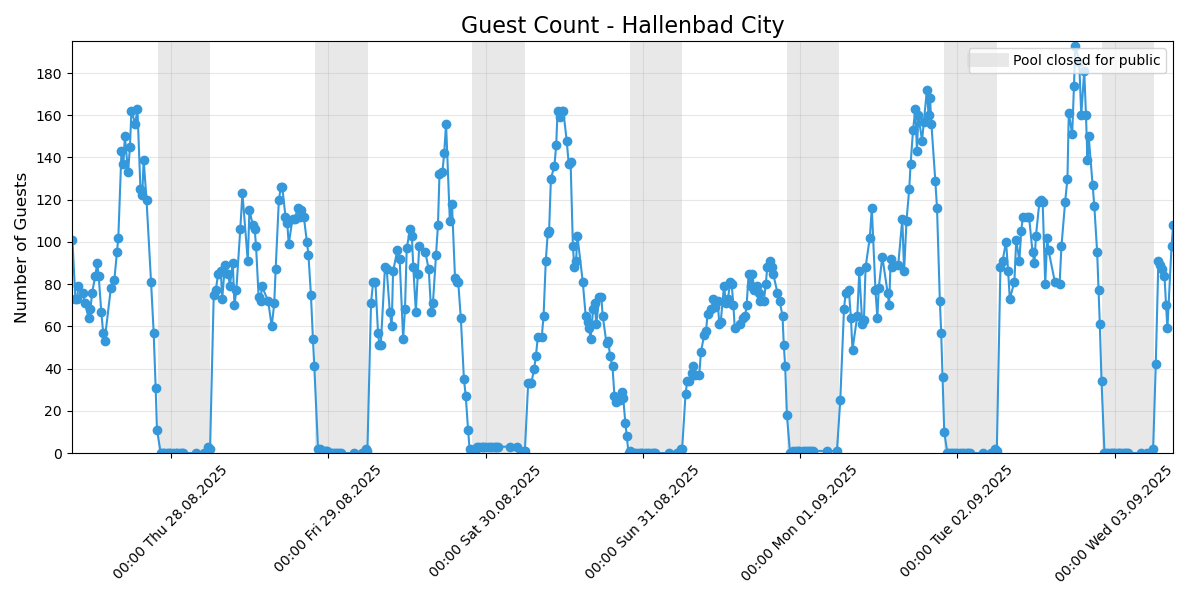 Guest Count - Hallenbad City
Pool closed for public
Number of Guests
180
160
140
120
100
80
60
40
20
0
00:00 Thu 28.08.2025
00:00 Fri 29.08.2025
00:00 Sat 30.08.2025
00:00 Sun 31.08.2025
00:00 Mon 01.09.2025
00:00 Tue 02.09.2025
00:00 Wed 03.09.2025